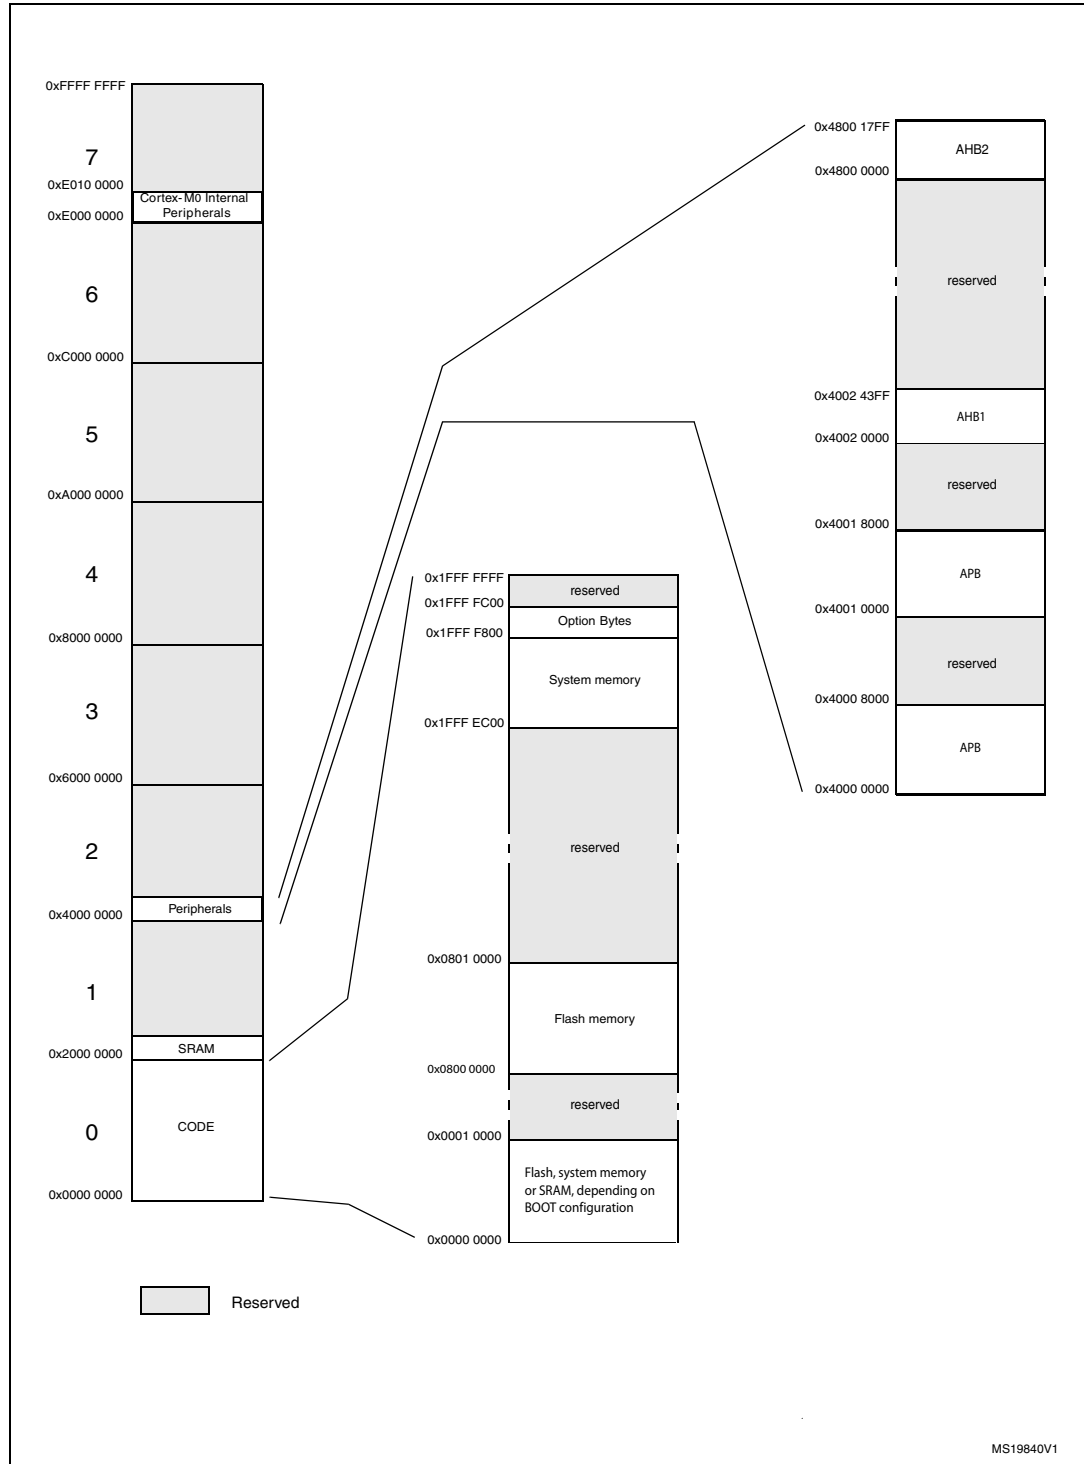 0xFFFF FFFF
7
0xE010 0000
Cortex-M0 Internal
Peripherals
0xE000 0000
6
0xC000 0000
5
0xA000 0000
4
0x8000 0000
3
0x6000 0000
2
0x4000 0000
Peripherals
1
0x2000 0000
SRAM
0
CODE
0x0000 0000
0x1FFF FFFF
reserved
0x1FFF FC00
Option Bytes
0x1FFF F800
System memory
0x1FFF EC00
reserved
0x0801 0000
Flash memory
0x0800 0000
reserved
0x0001 0000
Flash, system memory
or SRAM, depending on
BOOT configuration
0x0000 0000
0x4800 17FF
AHB2
0x4800 0000
reserved
0x4002 43FF
AHB1
0x4002 0000
reserved
0x4001 8000
APB
0x4001 0000
reserved
0x4000 8000
APB
0x4000 0000
Reserved
MS19840V1